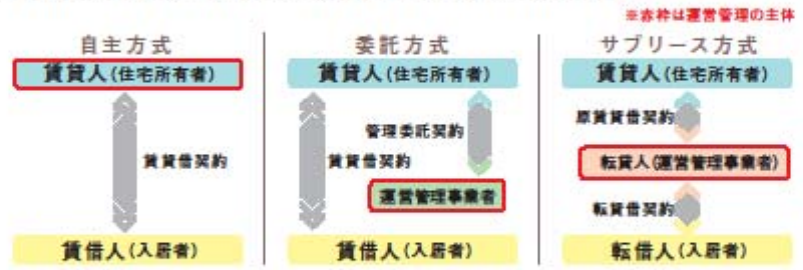 ※赤枠は運営管理の主体
自主方式
賃貸人(住宅所有者)
賃貸借契約
賃借人(入居者)
委託方式
賃貸人(住宅所有者)
管理委託契約
賃貸借契約
運営管理事業者
賃借人(入居者)
サブリース方式
賃貸人(住宅所有者)
原賃貸借契約
転貸人(運営管理事業者)
転貸借契約
転借人(入居者)